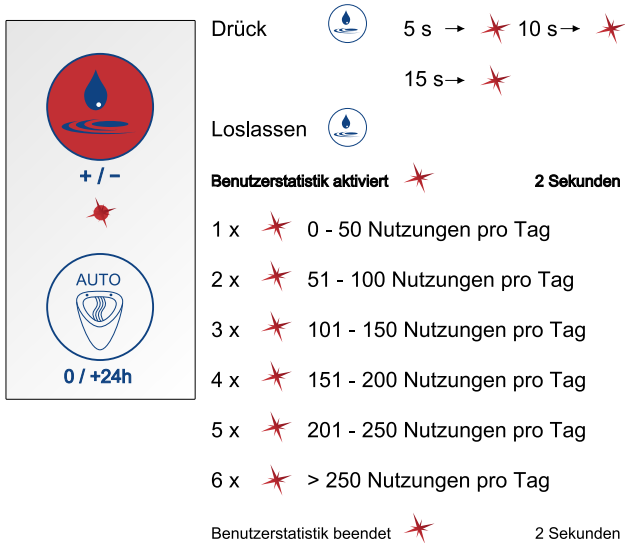 + / −
AUTO
0 / +24h
Drück 5 s → 10 s →
15 s →
Loslassen
Benutzerstatistik aktiviert 2 Sekunden
1 x 0 - 50 Nutzungen pro Tag
2 x 51 - 100 Nutzungen pro Tag
3 x 101 - 150 Nutzungen pro Tag
4 x 151 - 200 Nutzungen pro Tag
5 x 201 - 250 Nutzungen pro Tag
6 x > 250 Nutzungen pro Tag
Benutzerstatistik beendet 2 Sekunden